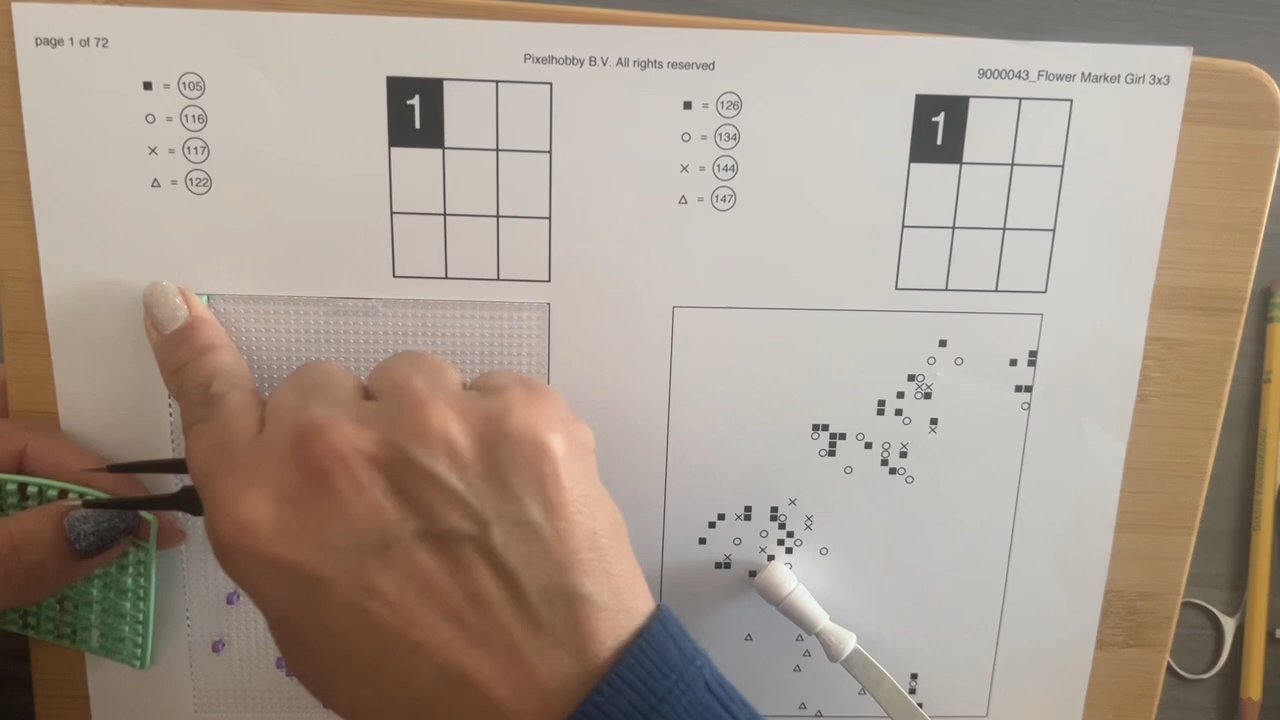 page 1 of 72
Pixelhobby B.V. All rights reserved
9000043_Flower Market Girl 3x3
■ = 105
○ = 116
× = 117
△ = 122
1
■ = 126
○ = 134
× = 144
△ = 147
1